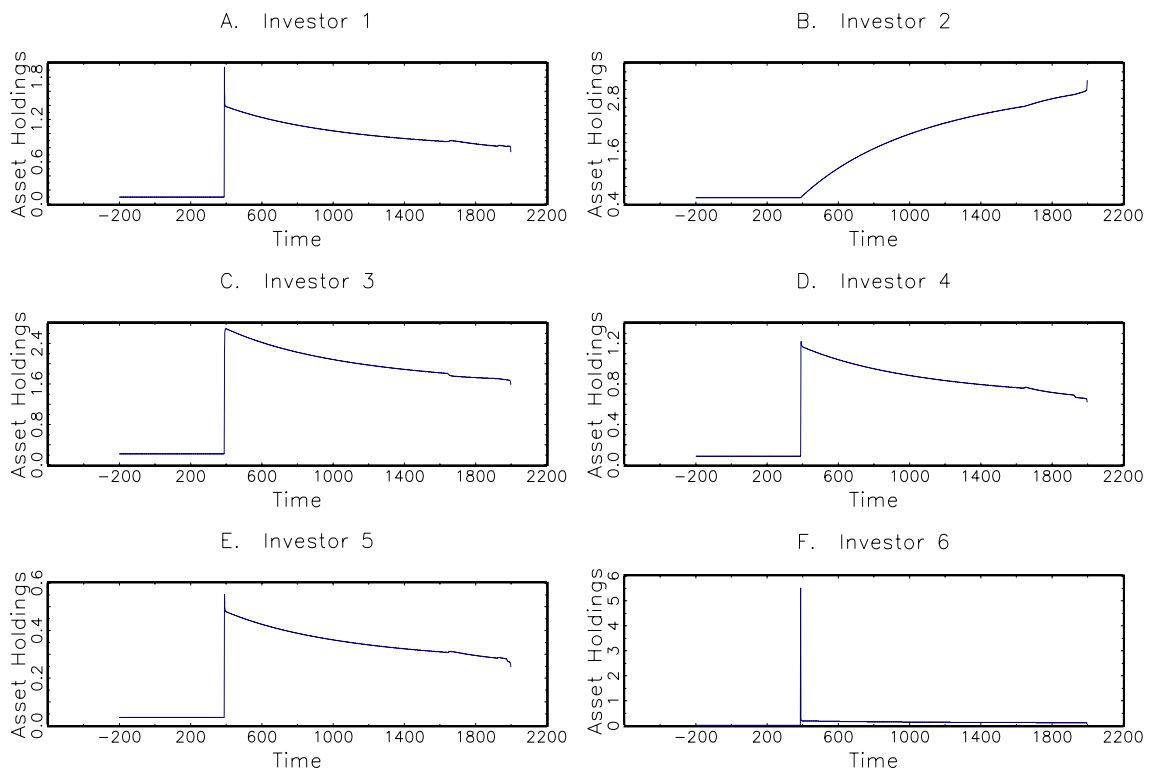 A. Investor 1
Asset Holdings
0.0 0.6 1.2 1.8
-200 200 600 1000 1400 1800 2200
Time
B. Investor 2
Asset Holdings
0.4 1.6 2.8
-200 200 600 1000 1400 1800 2200
Time
C. Investor 3
Asset Holdings
0.0 0.8 1.6 2.4
-200 200 600 1000 1400 1800 2200
Time
D. Investor 4
Asset Holdings
0.0 0.4 0.8 1.2
-200 200 600 1000 1400 1800 2200
Time
E. Investor 5
Asset Holdings
0.0 0.2 0.4 0.6
-200 200 600 1000 1400 1800 2200
Time
F. Investor 6
Asset Holdings
0 1 2 3 4 5 6
-200 200 600 1000 1400 1800 2200
Time